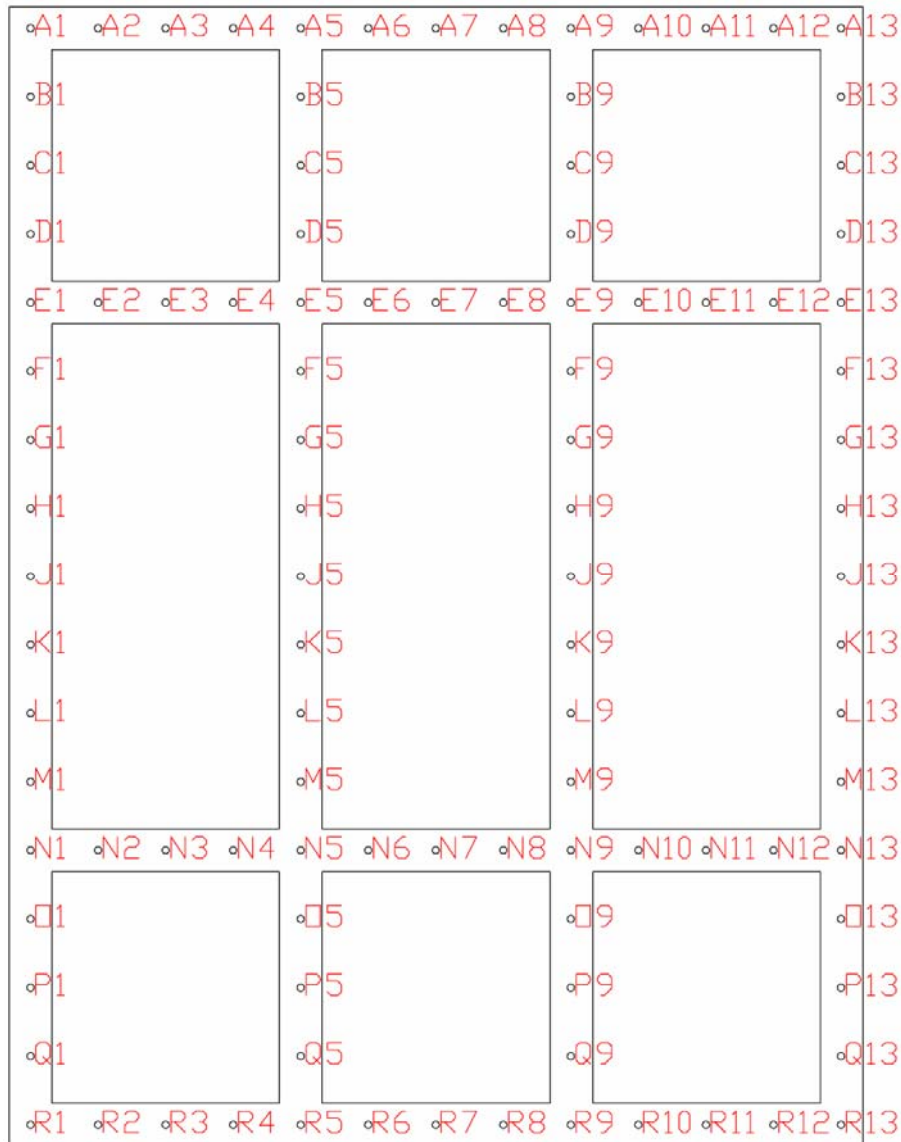 A1 A2 A3 A4 A5 A6 A7 A8 A9 A10 A11 A12 A13
B1 B5 B9 B13
C1 C5 C9 C13
D1 D5 D9 D13
E1 E2 E3 E4 E5 E6 E7 E8 E9 E10 E11 E12 E13
F1 F5 F9 F13
G1 G5 G9 G13
H1 H5 H9 H13
J1 J5 J9 J13
K1 K5 K9 K13
L1 L5 L9 L13
M1 M5 M9 M13
N1 N2 N3 N4 N5 N6 N7 N8 N9 N10 N11 N12 N13
O1 O5 O9 O13
P1 P5 P9 P13
Q1 Q5 Q9 Q13
R1 R2 R3 R4 R5 R6 R7 R8 R9 R10 R11 R12 R13